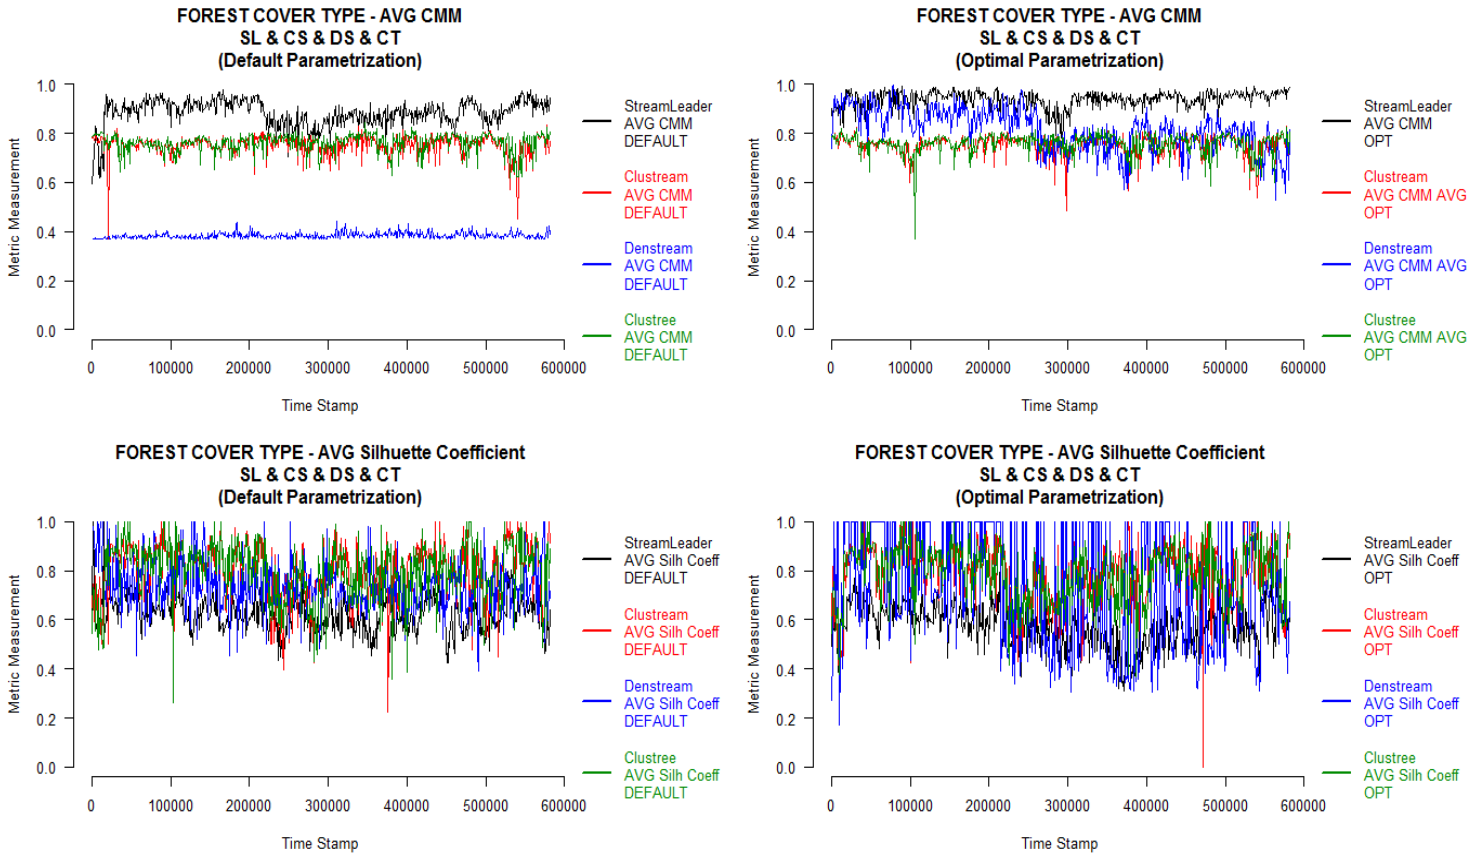 FOREST COVER TYPE - AVG CMM
SL & CS & DS & CT
(Default Parametrization)
Metric Measurement
1.0
0.8
0.6
0.4
0.2
0.0
0
100000
200000
300000
400000
500000
600000
Time Stamp
StreamLeader
AVG CMM
DEFAULT
Clustream
AVG CMM
DEFAULT
Denstream
AVG CMM
DEFAULT
Clustree
AVG CMM
DEFAULT
FOREST COVER TYPE - AVG CMM
SL & CS & DS & CT
(Optimal Parametrization)
Metric Measurement
1.0
0.8
0.6
0.4
0.2
0.0
0
100000
200000
300000
400000
500000
600000
Time Stamp
StreamLeader
AVG CMM
OPT
Clustream
AVG CMM AVG
OPT
Denstream
AVG CMM AVG
OPT
Clustree
AVG CMM AVG
OPT
FOREST COVER TYPE - AVG Silhuette Coefficient
SL & CS & DS & CT
(Default Parametrization)
Metric Measurement
1.0
0.8
0.6
0.4
0.2
0.0
0
100000
200000
300000
400000
500000
600000
Time Stamp
StreamLeader
AVG Silh Coeff
DEFAULT
Clustream
AVG Silh Coeff
DEFAULT
Denstream
AVG Silh Coeff
DEFAULT
Clustree
AVG Silh Coeff
DEFAULT
FOREST COVER TYPE - AVG Silhuette Coefficient
SL & CS & DS & CT
(Optimal Parametrization)
Metric Measurement
1.0
0.8
0.6
0.4
0.2
0.0
0
100000
200000
300000
400000
500000
600000
Time Stamp
StreamLeader
AVG Silh Coeff
OPT
Clustream
AVG Silh Coeff
OPT
Denstream
AVG Silh Coeff
OPT
Clustree
AVG Silh Coeff
OPT